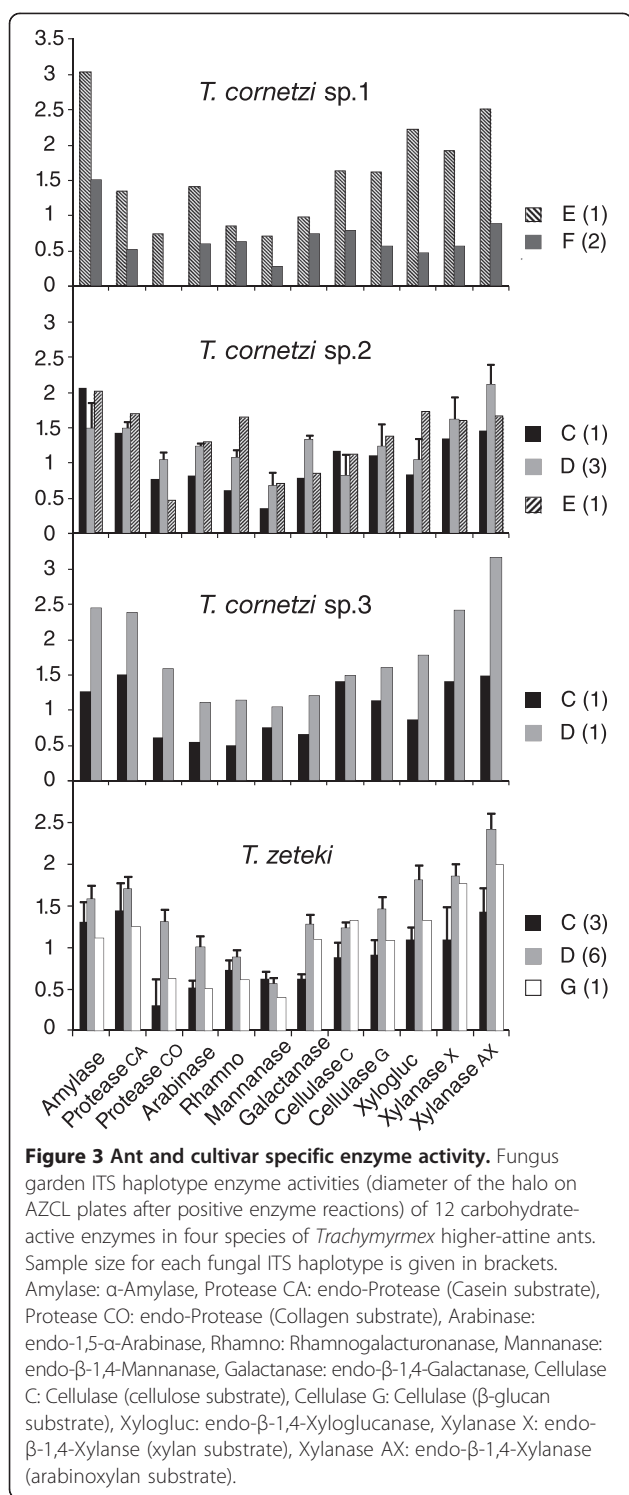 3.5
3
2.5
2
1.5
1
0.5
0
T. cornetzi sp.1
E (1)
F (2)
3
2.5
2
1.5
1
0.5
0
T. cornetzi sp.2
C (1)
D (3)
E (1)
3
2.5
2
1.5
1
0.5
0
T. cornetzi sp.3
C (1)
D (1)
2.5
2
1.5
1
0.5
0
T. zeteki
C (3)
D (6)
G (1)
Amylase
Protease CA
Protease CO
Arabinase
Rhamno
Mannanase
Galactanase
Cellulase C
Cellulase G
Xylogluc
Xylanase X
Xylanase AX
Figure 3 Ant and cultivar specific enzyme activity. Fungus
garden ITS haplotype enzyme activities (diameter of the halo on
AZCL plates after positive enzyme reactions) of 12 carbohydrate-
active enzymes in four species of Trachymyrmex higher-attine ants.
Sample size for each fungal ITS haplotype is given in brackets.
Amylase: α-Amylase, Protease CA: endo-Protease (Casein substrate),
Protease CO: endo-Protease (Collagen substrate), Arabinase:
endo-1,5-α-Arabinase, Rhamno: Rhamnogalacturonanase, Mannanase:
endo-β-1,4-Mannanase, Galactanase: endo-β-1,4-Galactanase, Cellulase
C: Cellulase (cellulose substrate), Cellulase G: Cellulase (β-glucan
substrate), Xylogluc: endo-β-1,4-Xyloglucanase, Xylanase X: endo-
β-1,4-Xylanse (xylan substrate), Xylanase AX: endo-β-1,4-Xylanase
(arabinoxylan substrate).